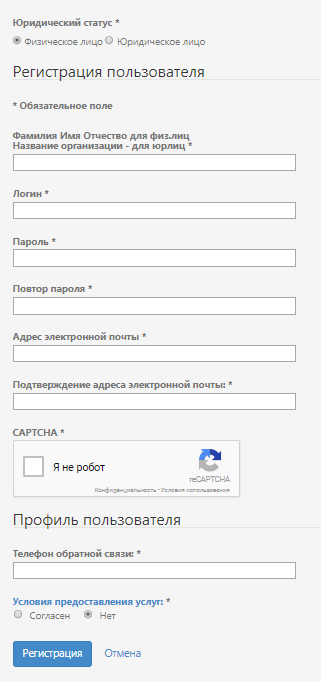 Юридический статус *
Физическое лицо Юридическое лицо
Регистрация пользователя
* Обязательное поле
Фамилия Имя Отчество для физ.лиц
Название организации - для юрлиц *
Логин *
Пароль *
Повтор пароля *
Адрес электронной почты *
Подтверждение адреса электронной почты: *
CAPTCHA *
Я не робот
reCAPTCHA
Конфиденциальность - Условия использования
Профиль пользователя
Телефон обратной связи: *
Условия предоставления услуг: *
Согласен Нет
Регистрация Отмена